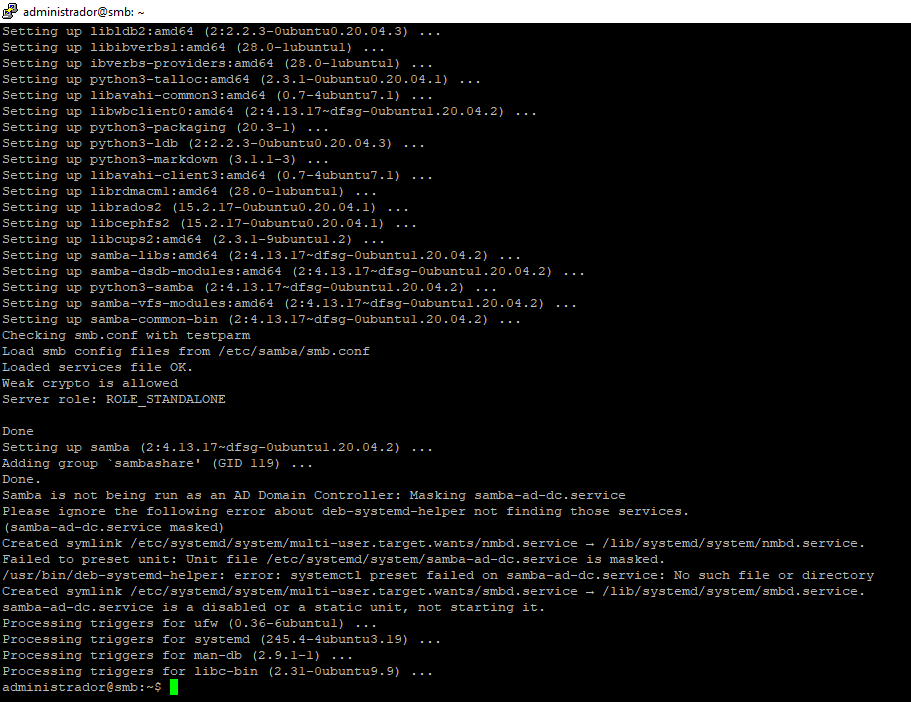 administrador@smb: ~
Setting up libldb2:amd64 (2:2.2.3-0ubuntu0.20.04.3) ...
Setting up libibverbs1:amd64 (28.0-1ubuntu1) ...
Setting up ibverbs-providers:amd64 (28.0-1ubuntu1) ...
Setting up python3-talloc:amd64 (2.3.1-0ubuntu0.20.04.1) ...
Setting up libavahi-common3:amd64 (0.7-4ubuntu7.1) ...
Setting up libwbclient0:amd64 (2:4.13.17~dfsg-0ubuntu1.20.04.2) ...
Setting up python3-packaging (20.3-1) ...
Setting up python3-ldb (2:2.2.3-0ubuntu0.20.04.3) ...
Setting up python3-markdown (3.1.1-3) ...
Setting up libavahi-client3:amd64 (0.7-4ubuntu7.1) ...
Setting up librdmacm1:amd64 (28.0-1ubuntu1) ...
Setting up librados2 (15.2.17-0ubuntu0.20.04.1) ...
Setting up libcephfs2 (15.2.17-0ubuntu0.20.04.1) ...
Setting up libcups2:amd64 (2.3.1-9ubuntu1.2) ...
Setting up samba-libs:amd64 (2:4.13.17~dfsg-0ubuntu1.20.04.2) ...
Setting up samba-dsdb-modules:amd64 (2:4.13.17~dfsg-0ubuntu1.20.04.2) ...
Setting up python3-samba (2:4.13.17~dfsg-0ubuntu1.20.04.2) ...
Setting up samba-vfs-modules:amd64 (2:4.13.17~dfsg-0ubuntu1.20.04.2) ...
Setting up samba-common-bin (2:4.13.17~dfsg-0ubuntu1.20.04.2) ...
Checking smb.conf with testparm
Load smb config files from /etc/samba/smb.conf
Loaded services file OK.
Weak crypto is allowed
Server role: ROLE_STANDALONE
Done
Setting up samba (2:4.13.17~dfsg-0ubuntu1.20.04.2) ...
Adding group `sambashare' (GID 119) ...
Done.
Samba is not being run as an AD Domain Controller: Masking samba-ad-dc.service
Please ignore the following error about deb-systemd-helper not finding those services.
(samba-ad-dc.service masked)
Created symlink /etc/systemd/system/multi-user.target.wants/nmbd.service → /lib/systemd/system/nmbd.service.
Failed to preset unit: Unit file /etc/systemd/system/samba-ad-dc.service is masked.
/usr/bin/deb-systemd-helper: error: systemctl preset failed on samba-ad-dc.service: No such file or directory
Created symlink /etc/systemd/system/multi-user.target.wants/smbd.service → /lib/systemd/system/smbd.service.
samba-ad-dc.service is a disabled or a static unit, not starting it.
Processing triggers for ufw (0.36-6ubuntu1) ...
Processing triggers for systemd (245.4-4ubuntu3.19) ...
Processing triggers for man-db (2.9.1-1) ...
Processing triggers for libc-bin (2.31-0ubuntu9.9) ...
administrador@smb:~$